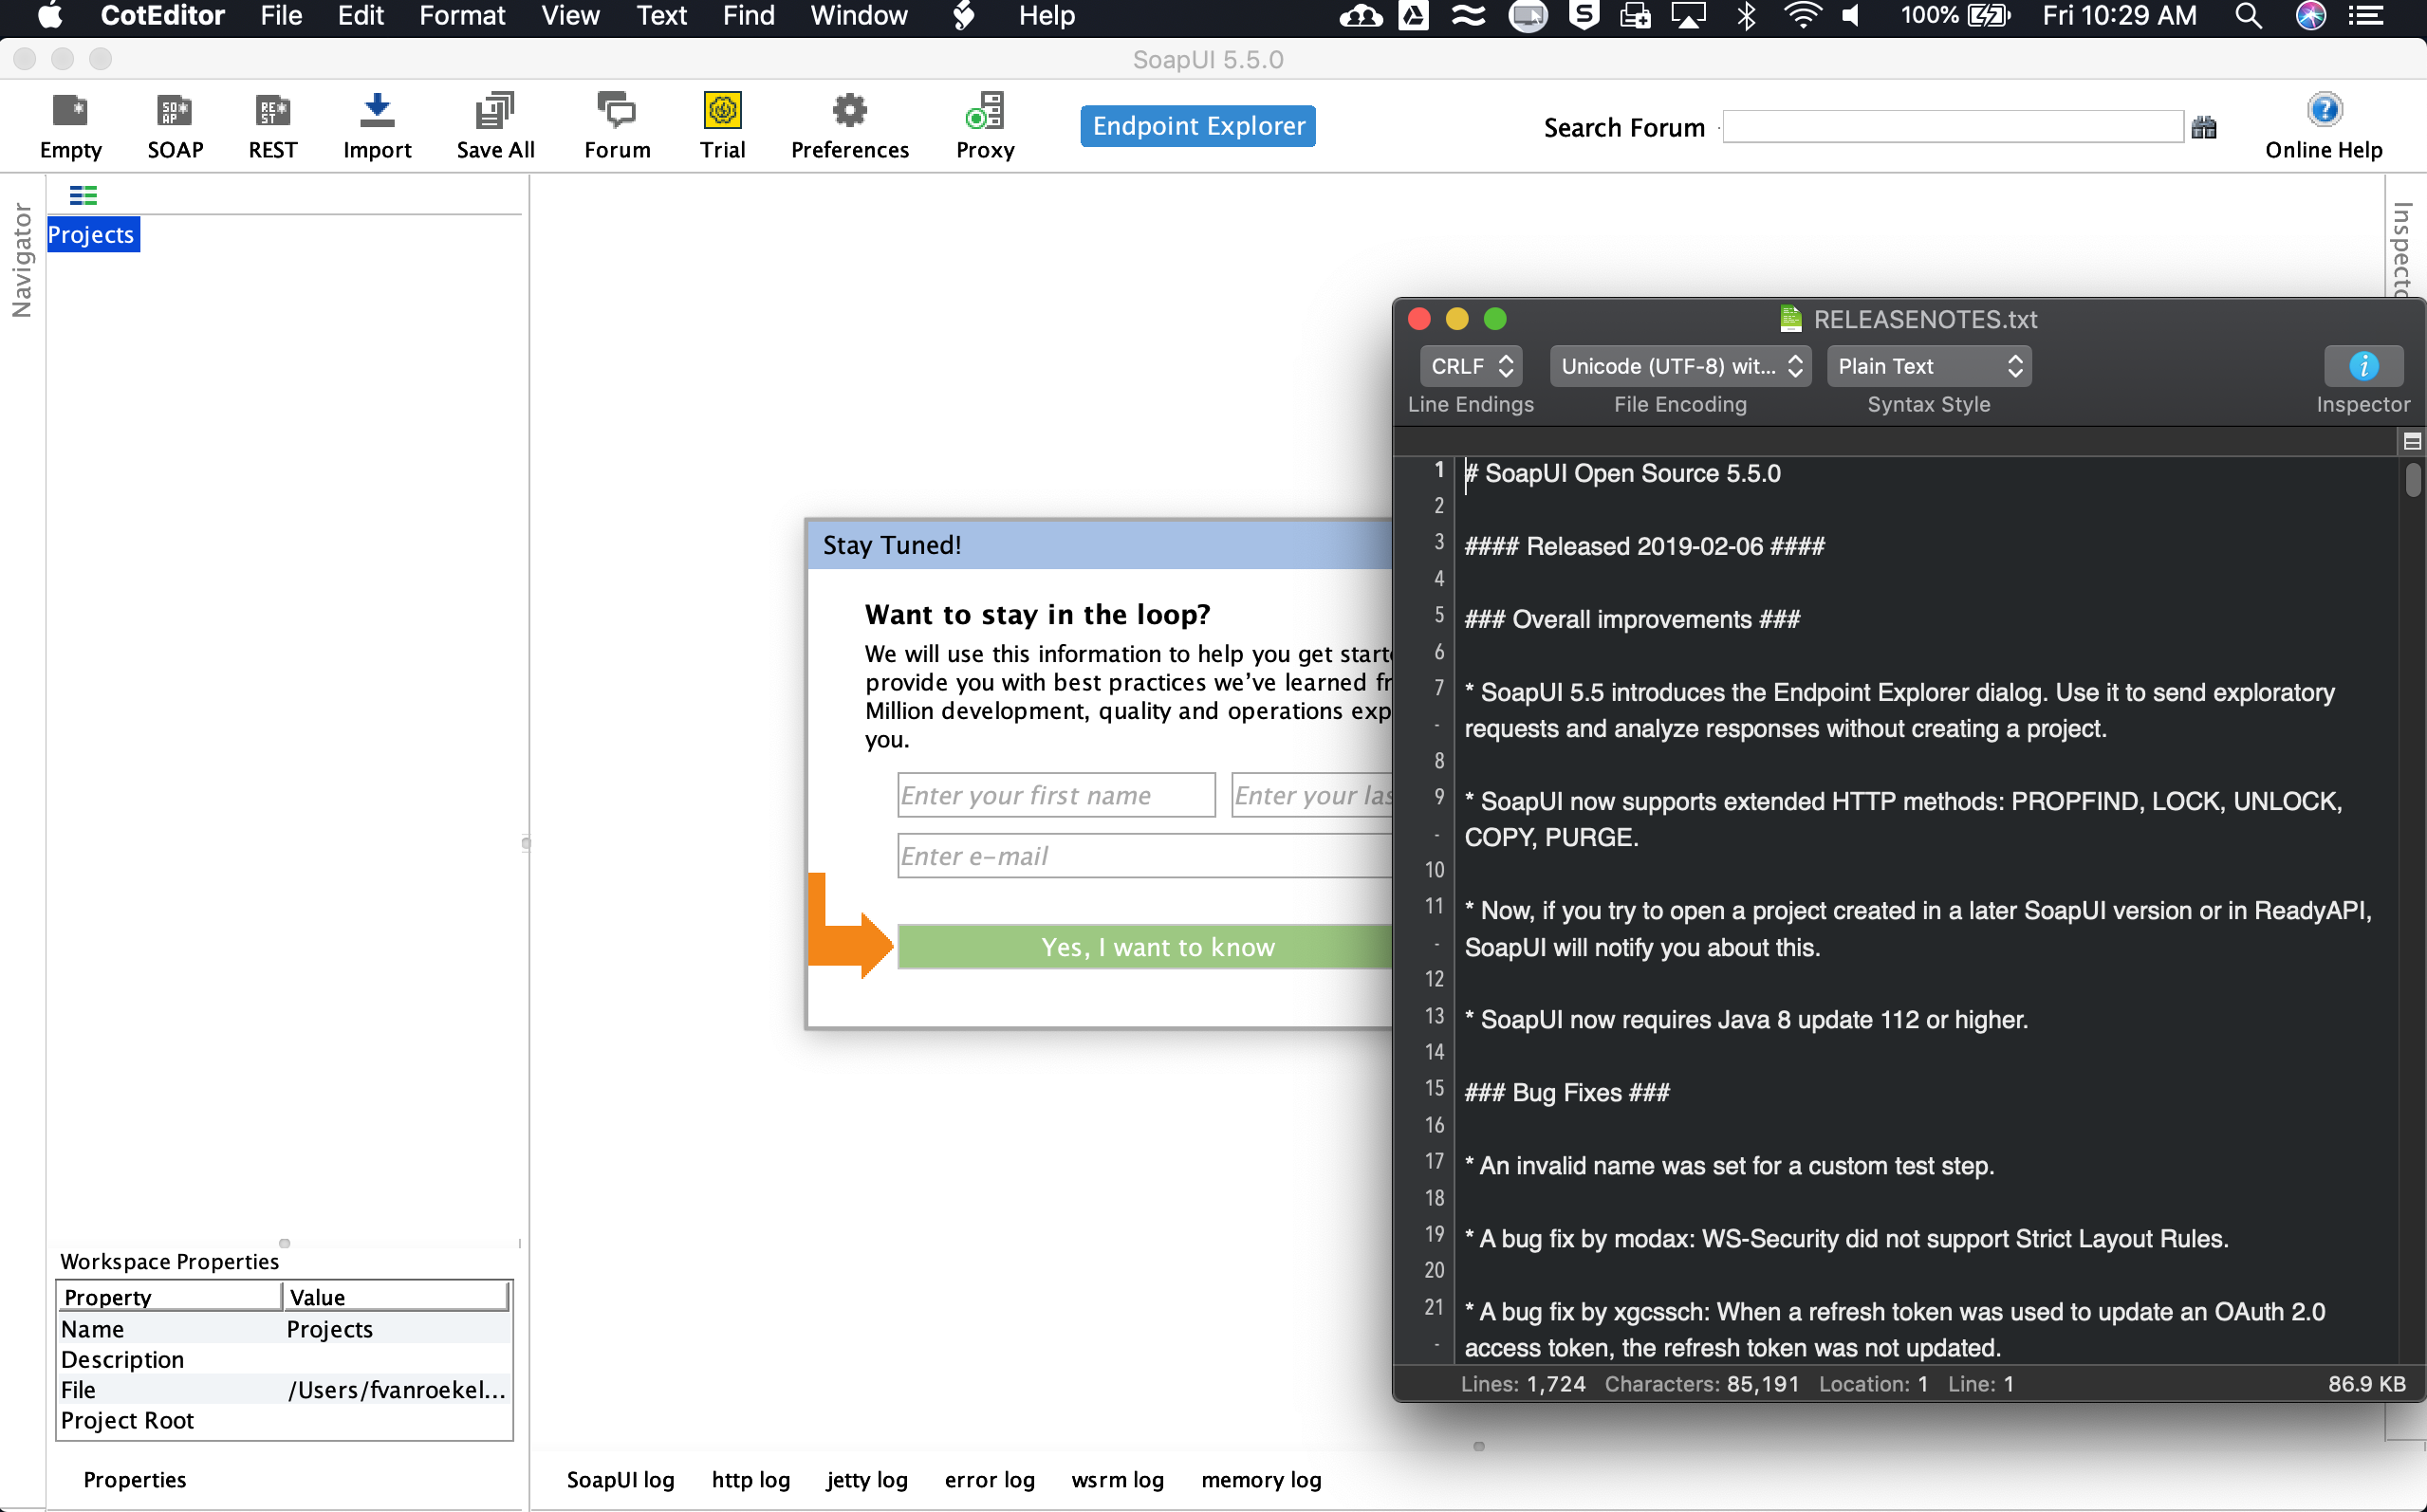 CotEditor File Edit Format View Text Find Window Help 100% Fri 10:29 AM
SoapUI 5.5.0
Empty SOAP REST Import Save All Forum Trial Preferences Proxy Endpoint Explorer Search Forum Online Help
Navigator
Projects
Inspecto
Stay Tuned!
Want to stay in the loop?
We will use this information to help you get
provide you with best practices we've learned
Million development, quality and operations
you.
Enter your first name Enter your
Enter e-mail
Yes, I want to know
RELEASENOTES.txt
CRLF Unicode (UTF-8) wit... Plain Text
Line Endings File Encoding Syntax Style Inspector
1 # SoapUI Open Source 5.5.0
2
3 #### Released 2019-02-06 ####
4
5 ### Overall improvements ###
6
7 * SoapUI 5.5 introduces the Endpoint Explorer dialog. Use it to send exploratory
- requests and analyze responses without creating a project.
8
9 * SoapUI now supports extended HTTP methods: PROPFIND, LOCK, UNLOCK,
- COPY, PURGE.
10
11 * Now, if you try to open a project created in a later SoapUI version or in ReadyAPI,
- SoapUI will notify you about this.
12
13 * SoapUI now requires Java 8 update 112 or higher.
14
15 ### Bug Fixes ###
16
17 * An invalid name was set for a custom test step.
18
19 * A bug fix by modax: WS-Security did not support Strict Layout Rules.
20
21 * A bug fix by xgcssch: When a refresh token was used to update an OAuth 2.0
- access token, the refresh token was not updated.
Lines: 1,724 Characters: 85,191 Location: 1 Line: 1 86.9 KB
Workspace Properties
Property Value
Name Projects
Description
File /Users/fvanroekel...
Project Root
Properties
SoapUI log http log jetty log error log wsrm log memory log